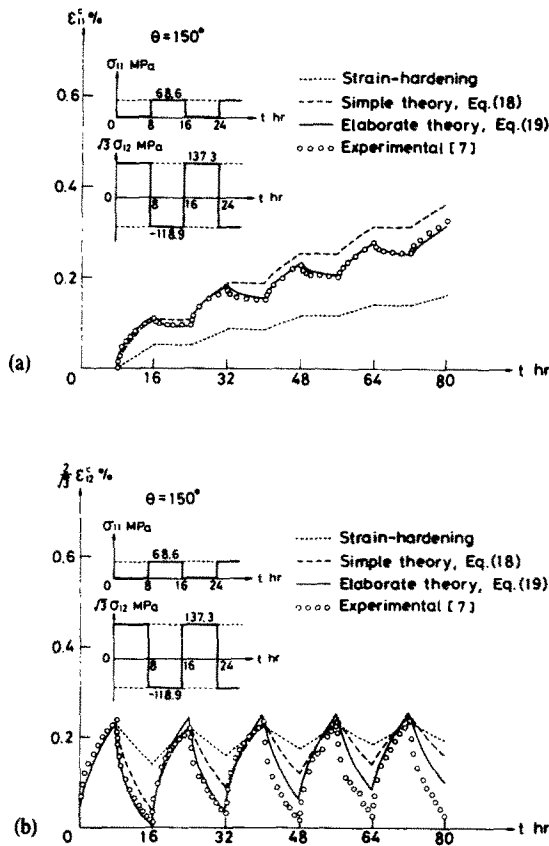 ε₁₁ᶜ %
θ = 150°
σ₁₁ MPa
68.6
0 8 16 24 t hr
√3 σ₁₂ MPa
137.3
0 8 16 24 t hr
-118.9
Strain-hardening
Simple theory, Eq.(18)
Elaborate theory, Eq.(19)
Experimental [7]
0.6
0.4
0.2
(a)
0 16 32 48 64 80
t hr
2/√3 ε₁₂ᶜ %
θ = 150°
σ₁₁ MPa
68.6
0 8 16 24 t hr
√3 σ₁₂ MPa
137.3
0 8 16 24 t hr
-118.9
Strain-hardening
Simple theory, Eq.(18)
Elaborate theory, Eq.(19)
Experimental [7]
0.6
0.4
0.2
(b)
0 16 32 48 64 80
t hr